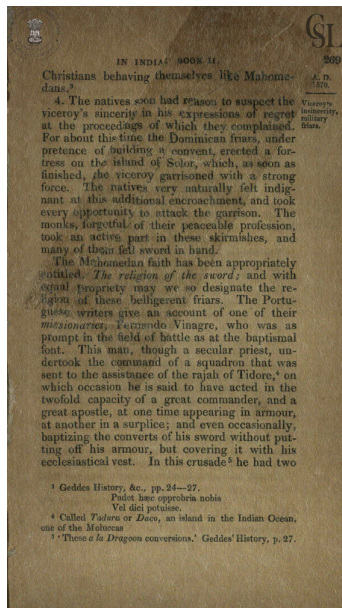 IN INDIA: BOOK II. 269
Christians behaving themselves like Mahome-
dans.³
A. D.
1570.
4. The natives soon had reason to suspect the
viceroy's sincerity in his expressions of regret
at the proceedings of which they complained.
Viceroy's
insincerity,
military
friars.
For about this time the Dominican friars, under
pretence of building a convent, erected a for-
tress on the island of Solor, which, as soon as
finished, the viceroy garrisoned with a strong
force. The natives very naturally felt indig-
nant at this additional encroachment, and took
every opportunity to attack the garrison. The
monks, forgetful of their peaceable profession,
took an active part in these skirmishes, and
many of them fell sword in hand.
The Mahomedan faith has been appropriately
entitled, The religion of the sword; and with
equal propriety may we so designate the re-
ligion of these belligerent friars. The Portu-
guese writers give an account of one of their
missionaries, Fernando Vinagre, who was as
prompt in the field of battle as at the baptismal
font. This man, though a secular priest, un-
dertook the command of a squadron that was
sent to the assistance of the rajah of Tidore,⁴ on
which occasion he is said to have acted in the
twofold capacity of a great commander, and a
great apostle, at one time appearing in armour,
at another in a surplice; and even occasionally,
baptizing the converts of his sword without put-
ting off his armour, but covering it with his
ecclesiastical vest. In this crusade⁵ he had two
³ Geddes History, &c., pp. 24—27.
Pudet hæc opprobria nobis
Vel dici potuisse.
⁴ Called Tadura or Daco, an island in the Indian Ocean,
one of the Moluccas
⁵ 'These a la Dragoon conversions.' Geddes' History, p. 27.